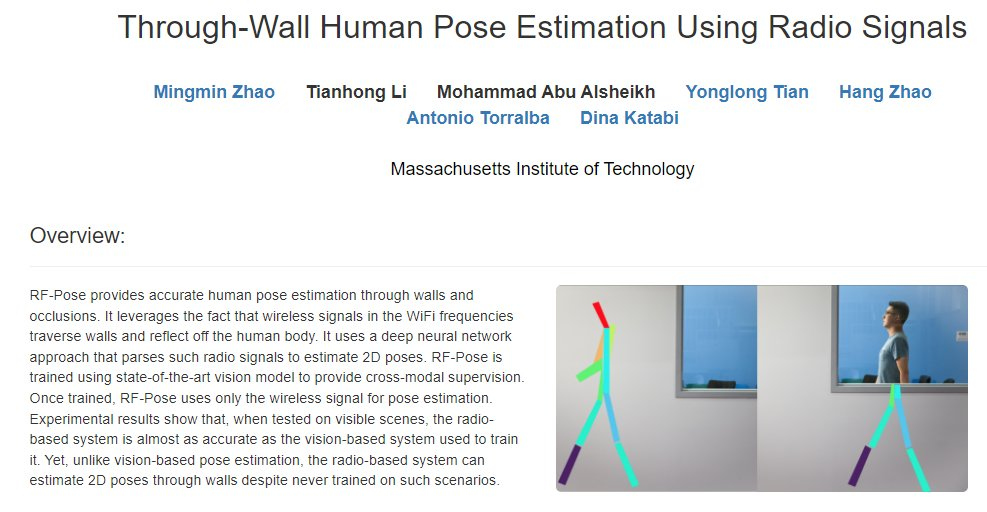 Through-Wall Human Pose Estimation Using Radio Signals
Mingmin Zhao Tianhong Li Mohammad Abu Alsheikh Yonglong Tian Hang Zhao
Antonio Torralba Dina Katabi
Massachusetts Institute of Technology
Overview:
RF-Pose provides accurate human pose estimation through walls and
occlusions. It leverages the fact that wireless signals in the WiFi frequencies
traverse walls and reflect off the human body. It uses a deep neural network
approach that parses such radio signals to estimate 2D poses. RF-Pose is
trained using state-of-the-art vision model to provide cross-modal supervision.
Once trained, RF-Pose uses only the wireless signal for pose estimation.
Experimental results show that, when tested on visible scenes, the radio-
based system is almost as accurate as the vision-based system used to train
it. Yet, unlike vision-based pose estimation, the radio-based system can
estimate 2D poses through walls despite never trained on such scenarios.